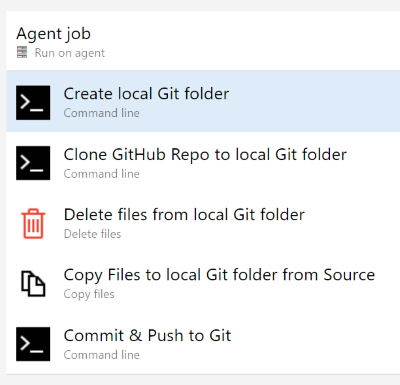 Agent job
Run on agent
Create local Git folder
Command line
Clone GitHub Repo to local Git folder
Command line
Delete files from local Git folder
Delete files
Copy Files to local Git folder from Source
Copy files
Commit & Push to Git
Command line